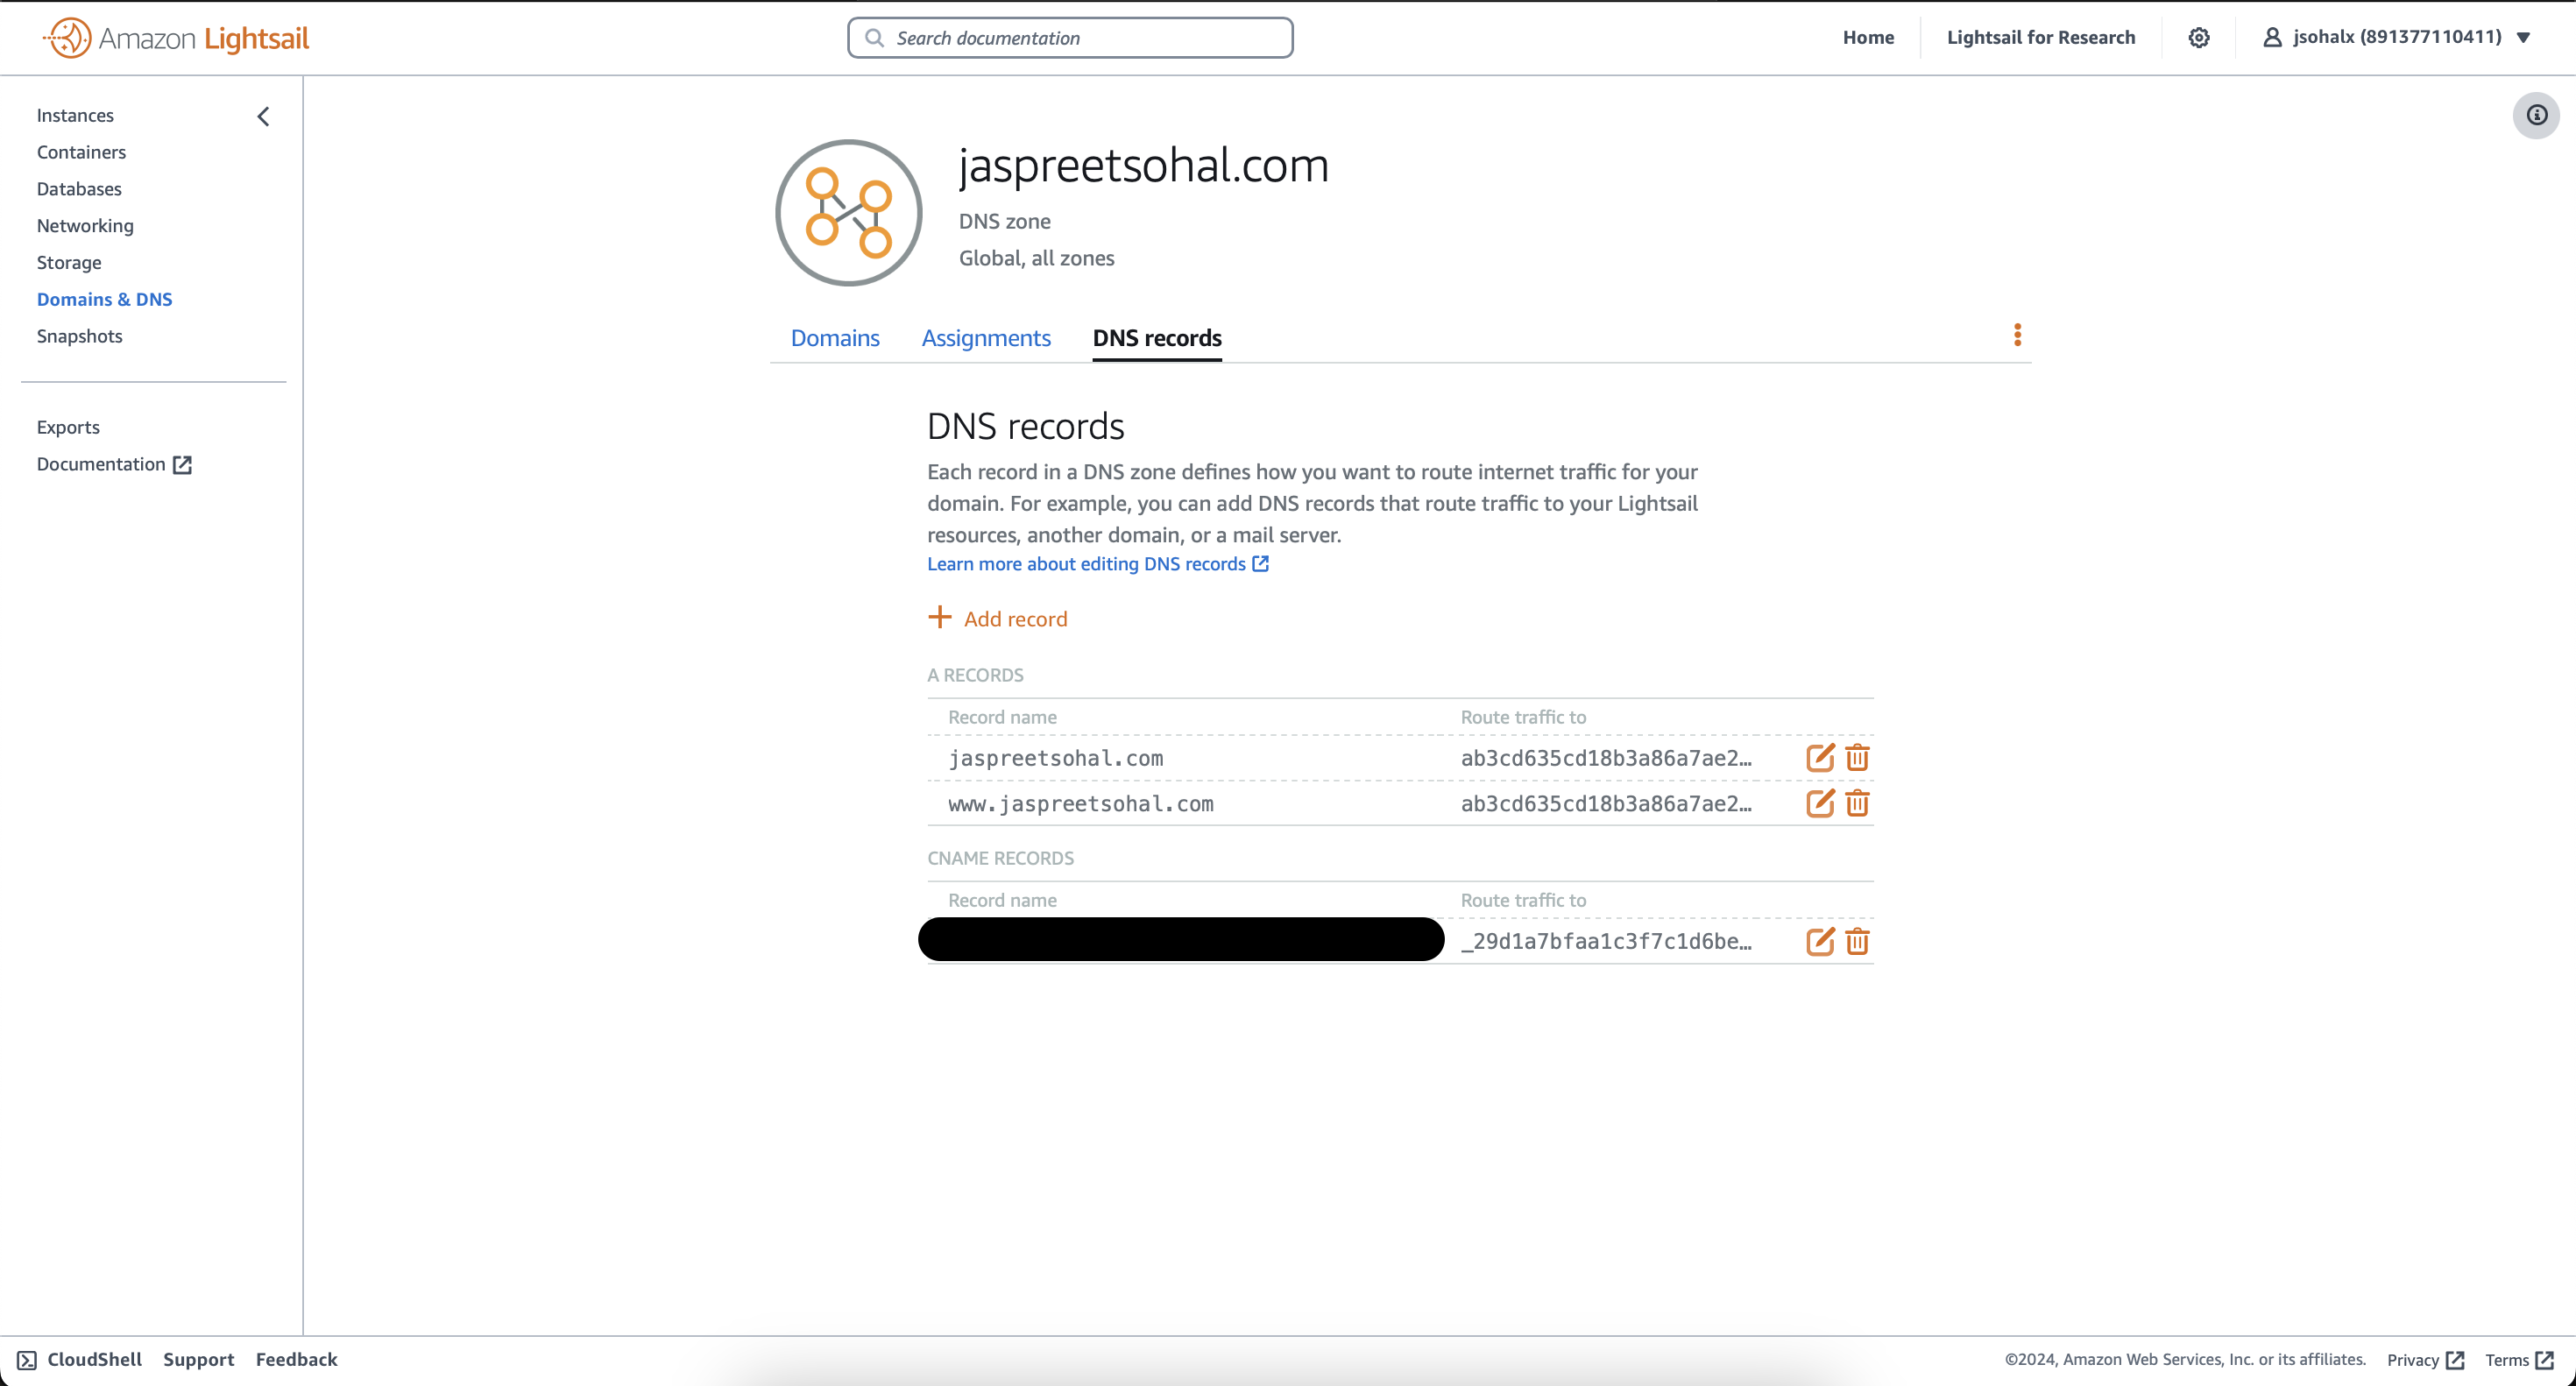 Amazon Lightsail
Search documentation
Home
Lightsail for Research
jsohalx (891377110411)
Instances
Containers
Databases
Networking
Storage
Domains & DNS
Snapshots
Exports
Documentation
jaspreetsohal.com
DNS zone
Global, all zones
Domains Assignments DNS records
DNS records
Each record in a DNS zone defines how you want to route internet traffic for your
domain. For example, you can add DNS records that route traffic to your Lightsail
resources, another domain, or a mail server.
Learn more about editing DNS records
+ Add record
A RECORDS
Record name Route traffic to
jaspreetsohal.com ab3cd635cd18b3a86a7ae2…
www.jaspreetsohal.com ab3cd635cd18b3a86a7ae2…
CNAME RECORDS
Record name Route traffic to
_29d1a7bfaa1c3f7c1d6be…
CloudShell Support Feedback
©2024, Amazon Web Services, Inc. or its affiliates. Privacy Terms